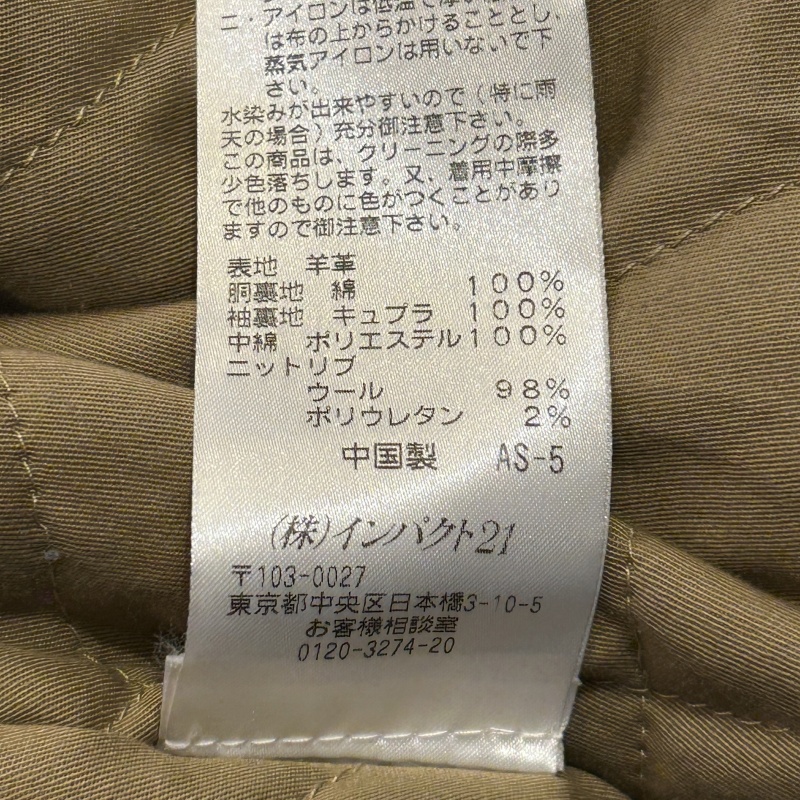 ニ・アイロンは低温で
は布の上からかけることとし、
蒸気アイロンは用いないで下
さい。
水染みが出来やすいので（特に雨
天の場合）充分御注意下さい。
この商品は、クリーニングの際多
少色落ちします。又、着用中摩擦
で他のものに色がつくことがあり
ますので御注意下さい。
表地　羊革
胴裏地　綿　100%
袖裏地　キュプラ　100%
中綿　ポリエステル100%
ニットリブ
ウール　98%
ポリウレタン　2%
中国製　AS-5
(株)インパクト21
〒103-0027
東京都中央区日本橋3-10-5
お客様相談室
0120-3274-20